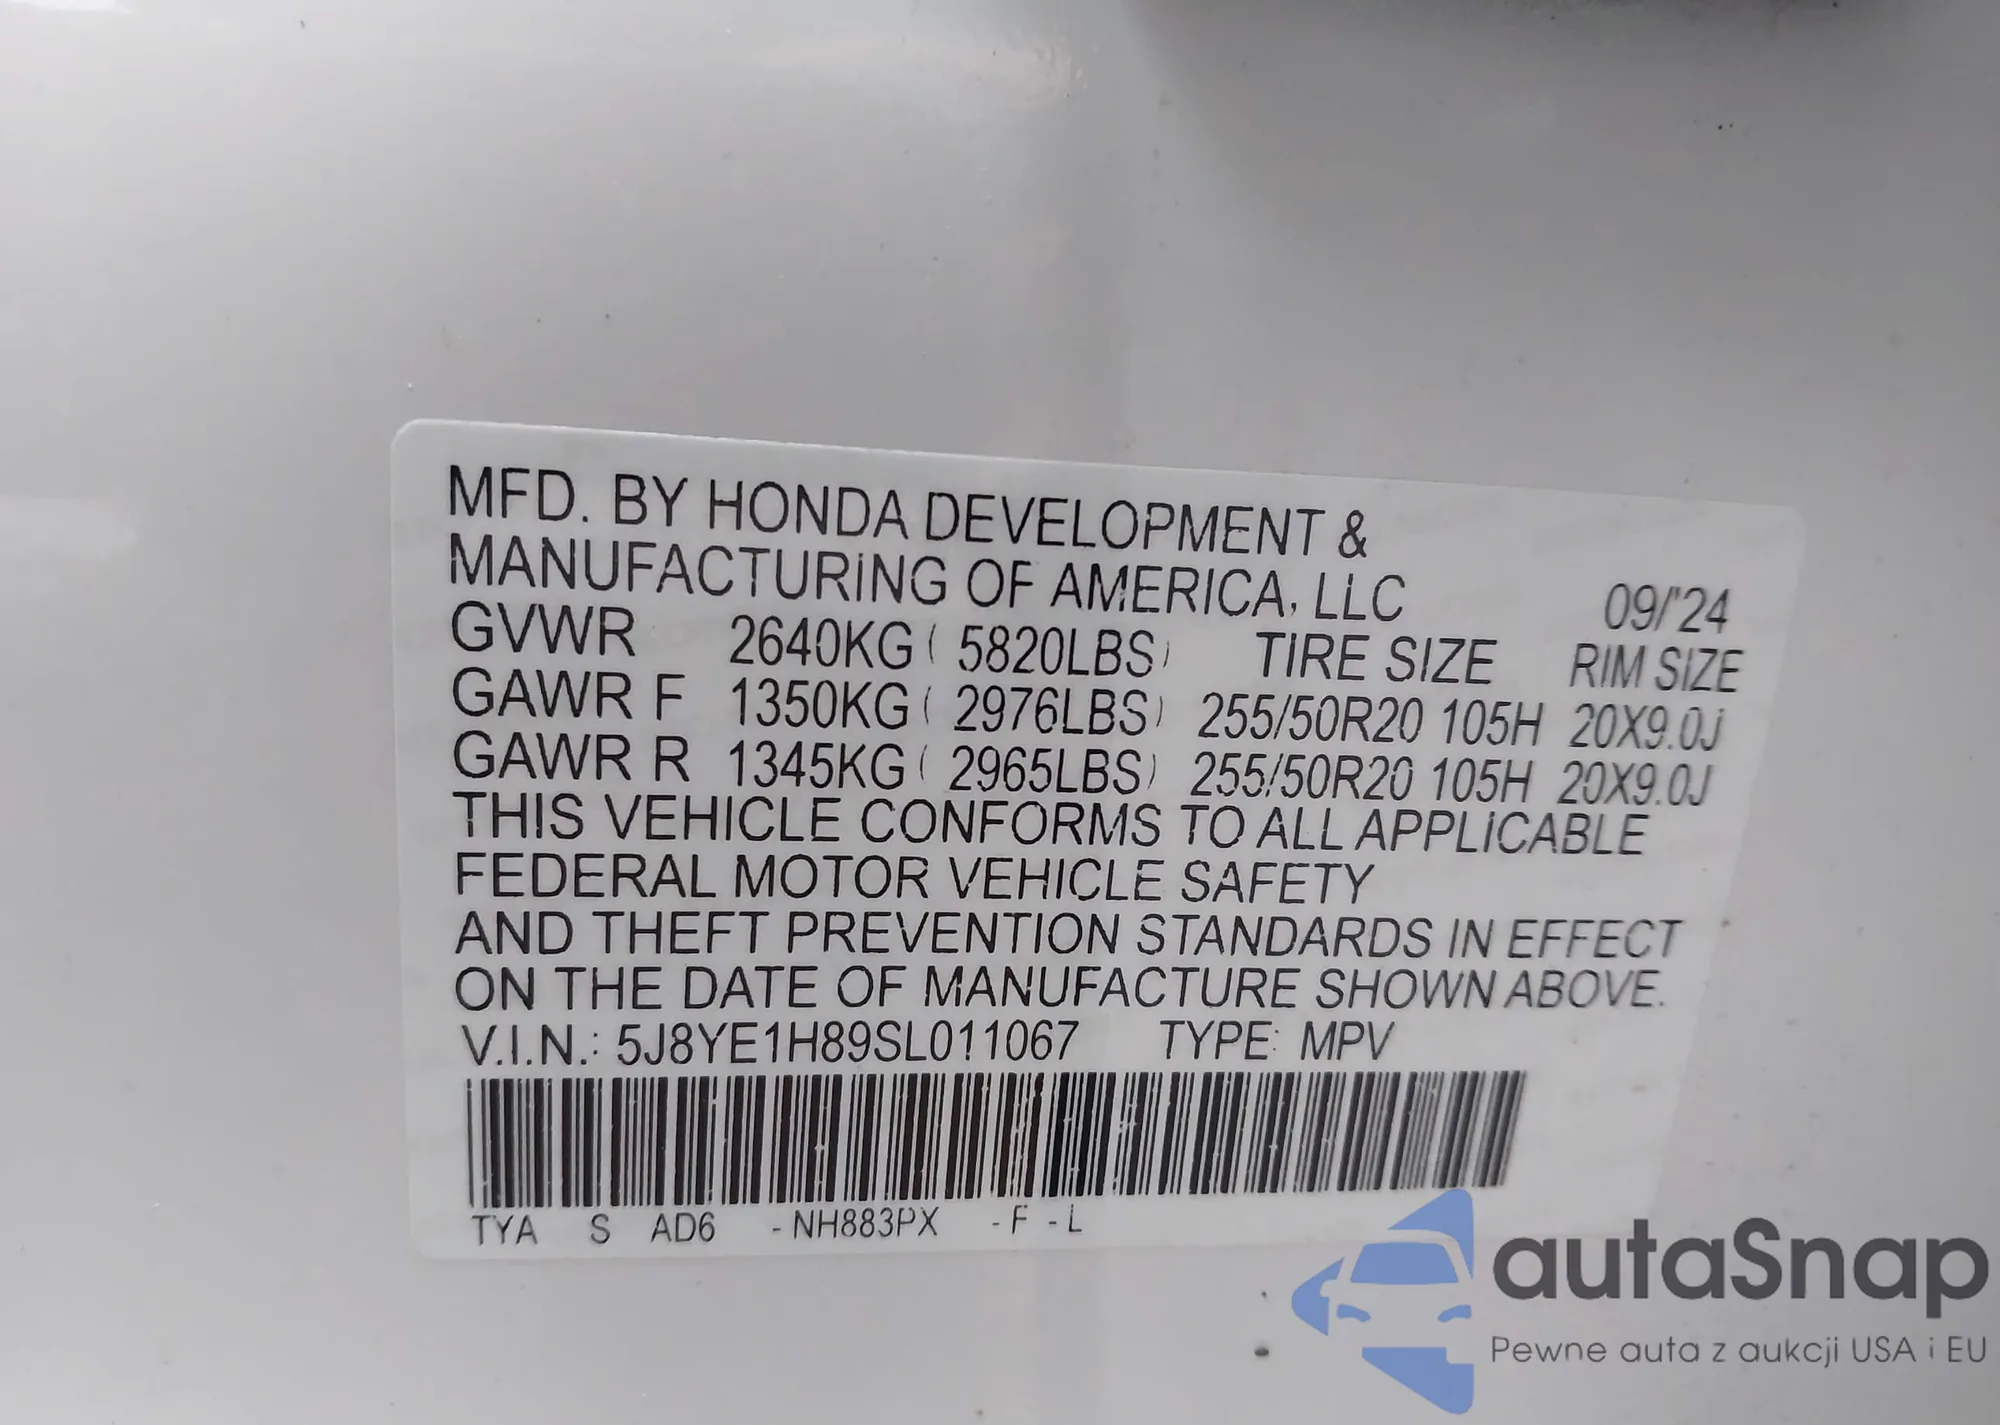 MFD. BY HONDA DEVELOPMENT &
MANUFACTURING OF AMERICA, LLC 09/'24
GVWR 2640KG ( 5820LBS) TIRE SIZE RIM SIZE
GAWR F 1350KG ( 2976LBS) 255/50R20 105H 20X9.0J
GAWR R 1345KG ( 2965LBS) 255/50R20 105H 20X9.0J
THIS VEHICLE CONFORMS TO ALL APPLICABLE
FEDERAL MOTOR VEHICLE SAFETY
AND THEFT PREVENTION STANDARDS IN EFFECT
ON THE DATE OF MANUFACTURE SHOWN ABOVE.
V.I.N.: 5J8YE1H89SL011067 TYPE: MPV
TYA S AD6 - NH883PX - F - L
autaSnap
Pewne auta z aukcji USA i EU